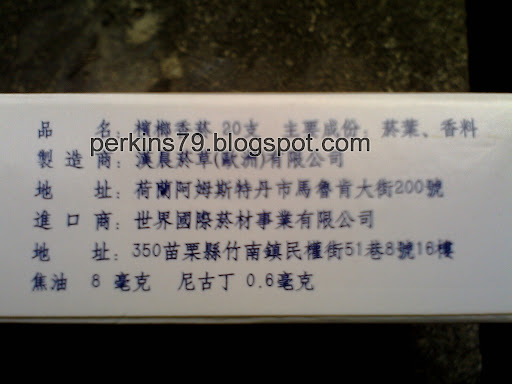 品 名: 檳榔香菸 20支 主要成份: 菸葉、香料
perkins79.blogspot.com
製造商: 漢晨菸草(歐洲)有限公司
地 址: 荷蘭阿姆斯特丹市馬魯肯大街200號
進口商: 世界國際菸材事業有限公司
地 址: 350苗栗縣竹南鎮民權街51巷8號16樓
焦油 8 毫克 尼古丁 0.6毫克